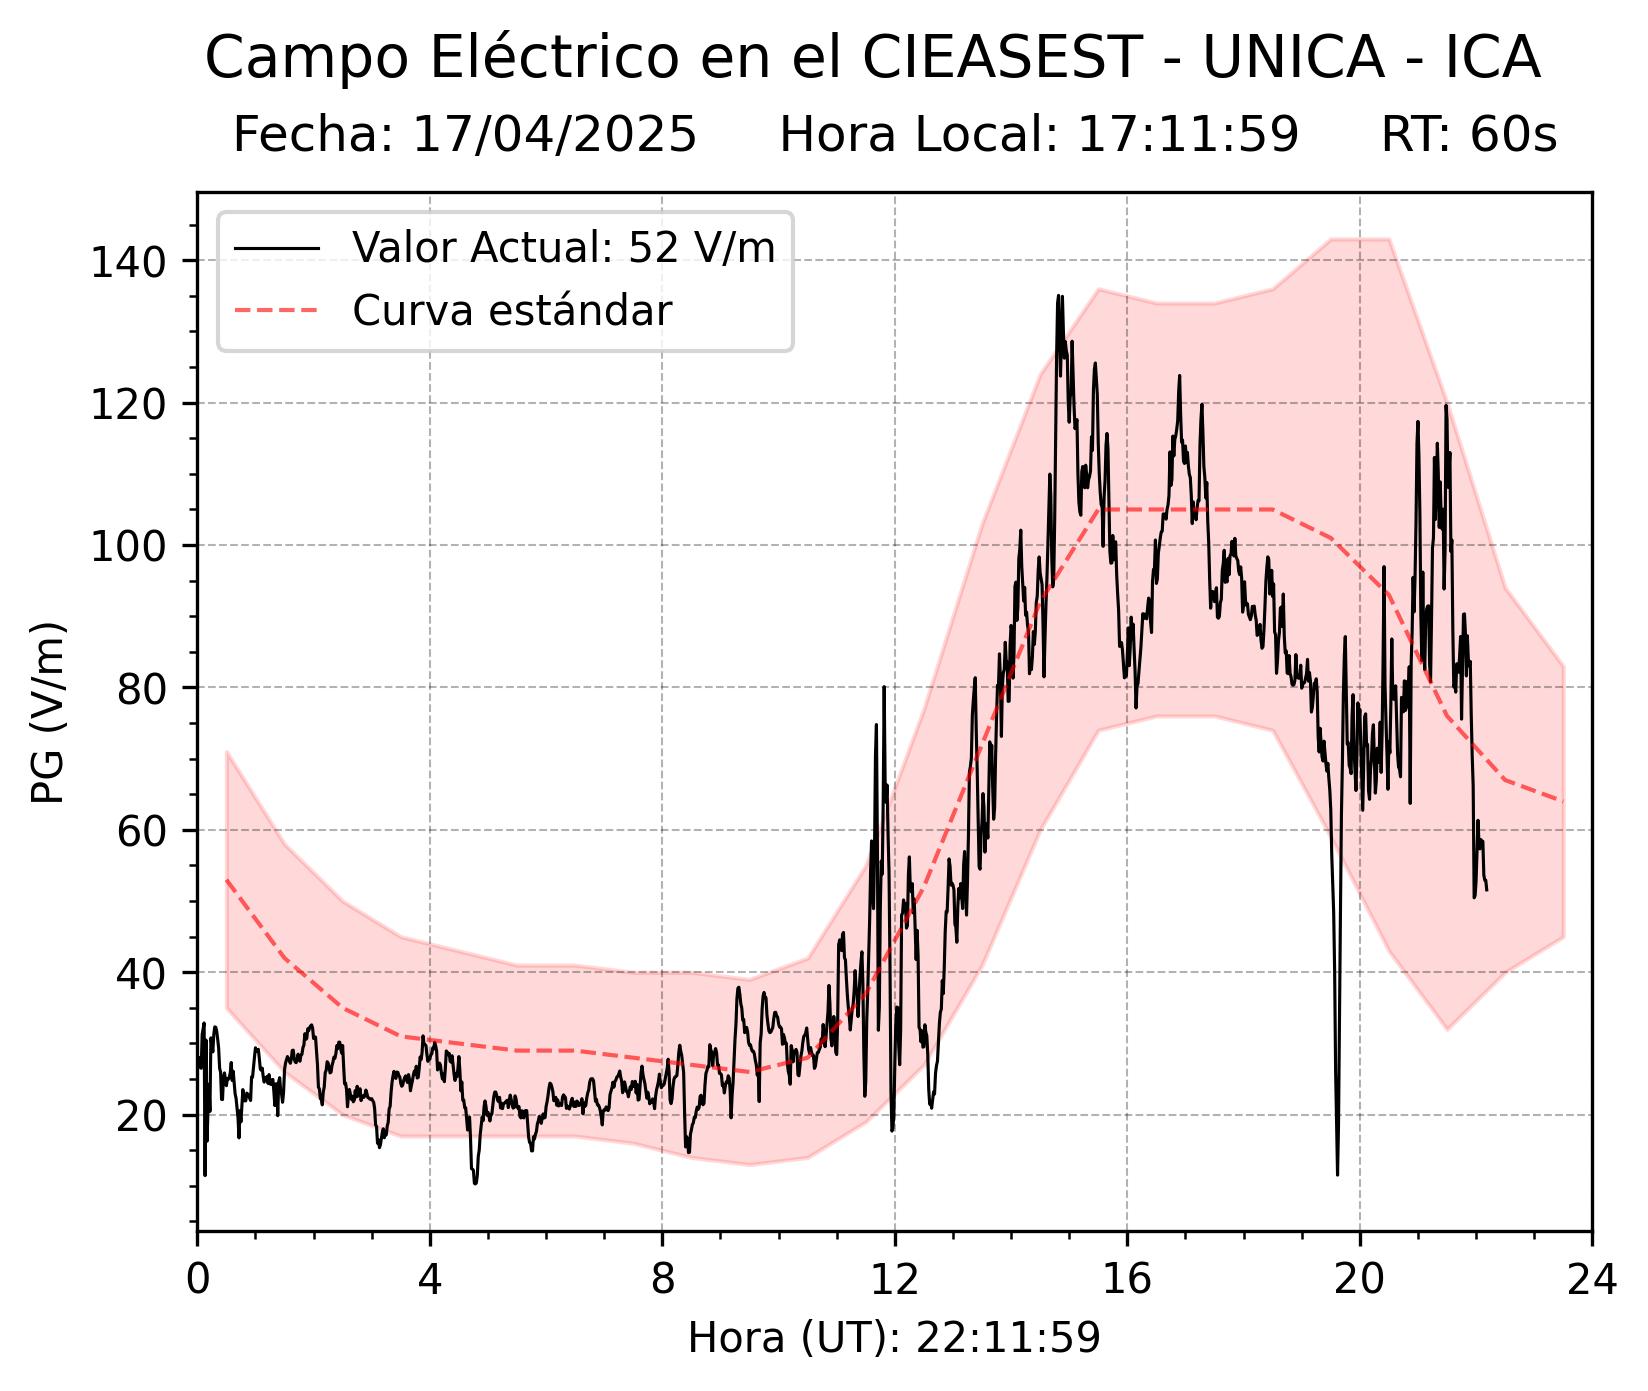 Campo Eléctrico en el CIEASEST - UNICA - ICA
Fecha: 17/04/2025 Hora Local: 17:11:59 RT: 60s
Valor Actual: 52 V/m
Curva estándar
PG (V/m)
140
120
100
80
60
40
20
0 4 8 12 16 20 24
Hora (UT): 22:11:59